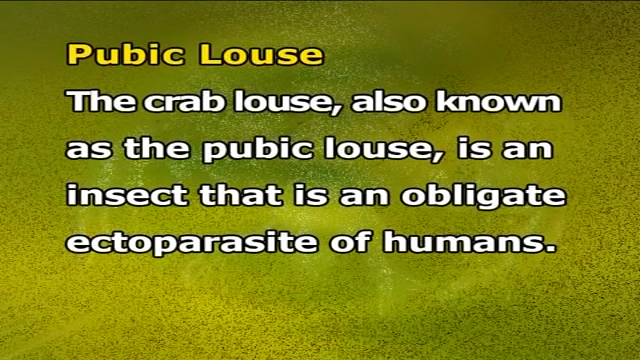 Pubic Louse
The crab louse, also known
as the pubic louse, is an
insect that is an obligate
ectoparasite of humans.